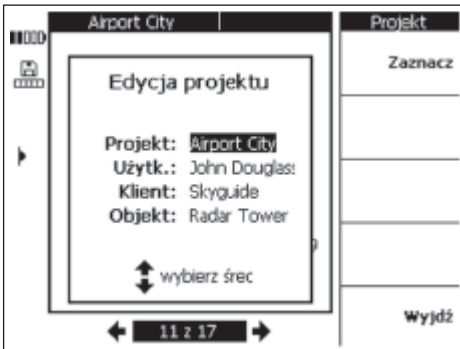 Airport City
Projekt
Zaznacz
Edycja projektu
Projekt: Airport City
Użytk.: John Douglas
Klient: Skyguide
Objekt: Radar Tower
wybierz śrec
11 z 17
Wyjdź